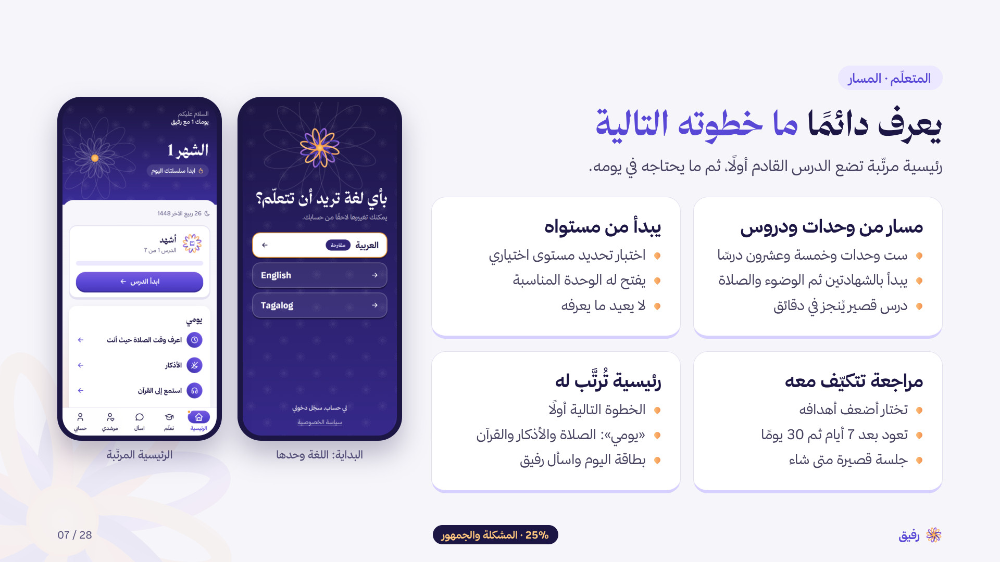 المتعلّم · المسار
يعرف دائمًا ما خطوته التالية
رئيسية مرتّبة تضع الدرس القادم أولًا، ثم ما يحتاجه في يومه.
مسار من وحدات ودروس
ست وحدات وخمسة وعشرون درسًا
يبدأ بالشهادتين ثم الوضوء والصلاة
درس قصير يُنجز في دقائق
يبدأ من مستواه
اختبار تحديد مستوى اختياري
يفتح له الوحدة المناسبة
لا يعيد ما يعرفه
مراجعة تتكيّف معه
تختار أضعف أهدافه
تعود بعد 7 أيام ثم 30 يومًا
جلسة قصيرة متى شاء
رئيسية تُرتَّب له
الخطوة التالية أولًا
«يومي»: الصلاة والأذكار والقرآن
بطاقة اليوم واسأل رفيق
بأي لغة تريد أن تتعلّم؟
يمكنك تغييرها لاحقًا من حسابك.
العربية مقترحة ←
English →
Tagalog →
لي حساب، سجّل دخولي
سياسة الخصوصية
البداية: اللغة وحدها
السلام عليكم
يومك 1 مع رفيق
الشهر 1
ابدأ سلسلتك اليوم
26 ربيع الآخر 1448
أشهد
الدرس 1 من 7
ابدأ الدرس ←
يومي
اعرف وقت الصلاة حيث أنت ←
الأذكار ←
استمع إلى القرآن ←
الرئيسية تعلّم اسأل مرشدي حسابي
الرئيسية المرتّبة
رفيق
25% · المشكلة والجمهور
07 / 28